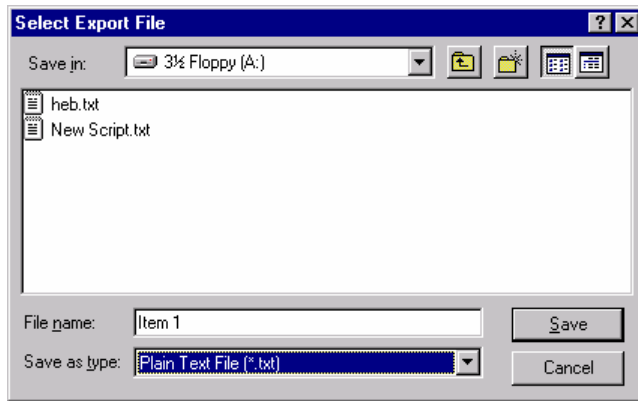 Select Export File
Save in: 3½ Floppy (A:)
heb.txt
New Script.txt
File name: Item 1 Save
Save as type: Plain Text File (*.txt) Cancel